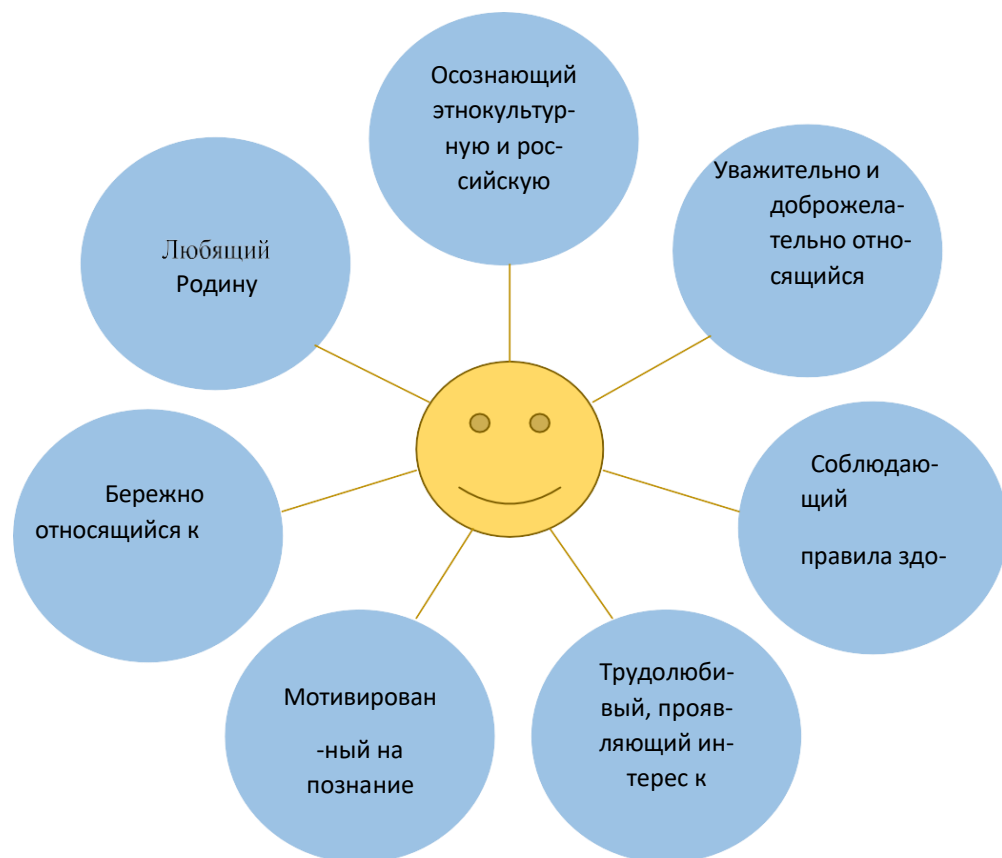 Осознающий
этнокультур-
ную и рос-
сийскую
Уважительно и
доброжела-
тельно отно-
сящийся
Соблюдаю-
щий
правила здо-
Трудолюби-
вый, прояв-
ляющий ин-
терес к
Мотивирован
-ный на
познание
Бережно
относящийся к
Любящий
Родину